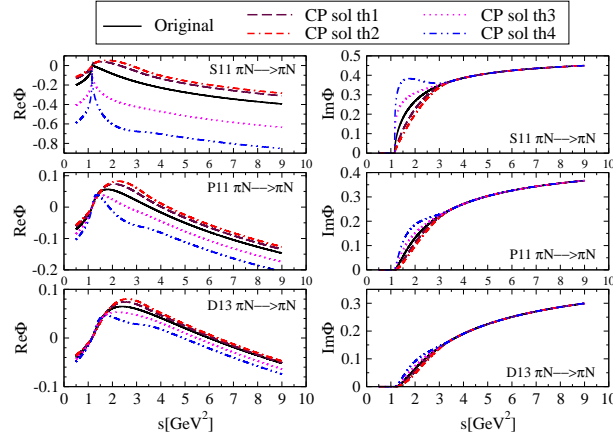 Original
CP sol th1
CP sol th2
CP sol th3
CP sol th4
ReΦ
0
-0.2
-0.4
-0.6
-0.8
S11 πN—>πN
0 1 2 3 4 5 6 7 8 9 10
ImΦ
0.5
0.4
0.3
0.2
0.1
0
S11 πN—>πN
0 1 2 3 4 5 6 7 8 9 10
ReΦ
0.1
0
-0.1
-0.2
P11 πN—>πN
0 1 2 3 4 5 6 7 8 9 10
ImΦ
0.4
0.3
0.2
0.1
0
P11 πN—>πN
0 1 2 3 4 5 6 7 8 9 10
ReΦ
0.1
0
-0.1
D13 πN—>πN
0 1 2 3 4 5 6 7 8 9 10
s[GeV²]
ImΦ
0.3
0.2
0.1
0
D13 πN—>πN
0 1 2 3 4 5 6 7 8 9 10
s[GeV²]